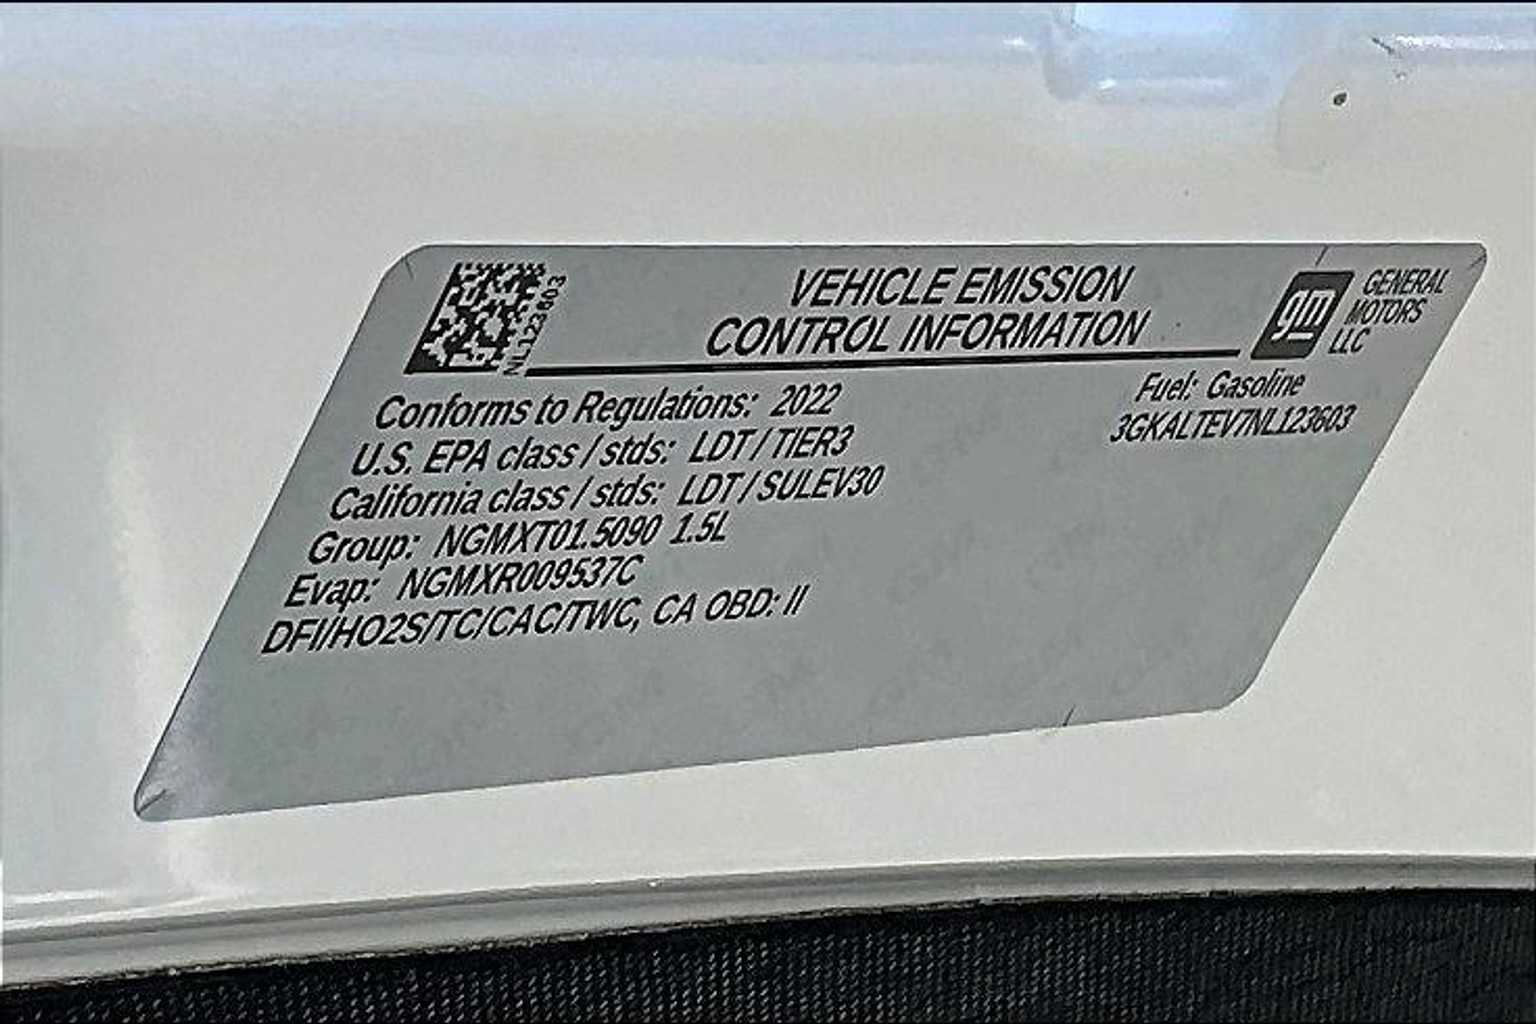 VEHICLE EMISSION
CONTROL INFORMATION
NL123603
gm
GENERAL
MOTORS
LLC
Conforms to Regulations: 2022
Fuel: Gasoline
U.S. EPA class / stds: LDT / TIER3
3GKALTEV7NL123603
California class / stds: LDT / SULEV30
Group: NGMXT01.5090 1.5L
Evap: NGMXR009537C
DFI/HO2S/TC/CAC/TWC, CA OBD: II